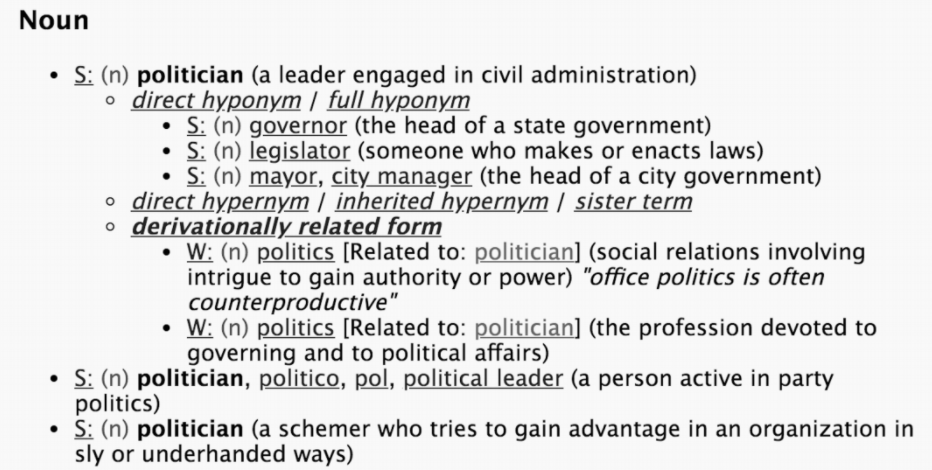 Noun
• S: (n) politician (a leader engaged in civil administration)
◦ direct hyponym / full hyponym
• S: (n) governor (the head of a state government)
• S: (n) legislator (someone who makes or enacts laws)
• S: (n) mayor, city manager (the head of a city government)
◦ direct hypernym / inherited hypernym / sister term
◦ derivationally related form
• W: (n) politics [Related to: politician] (social relations involving
intrigue to gain authority or power) "office politics is often
counterproductive"
• W: (n) politics [Related to: politician] (the profession devoted to
governing and to political affairs)
• S: (n) politician, politico, pol, political leader (a person active in party
politics)
• S: (n) politician (a schemer who tries to gain advantage in an organization in
sly or underhanded ways)